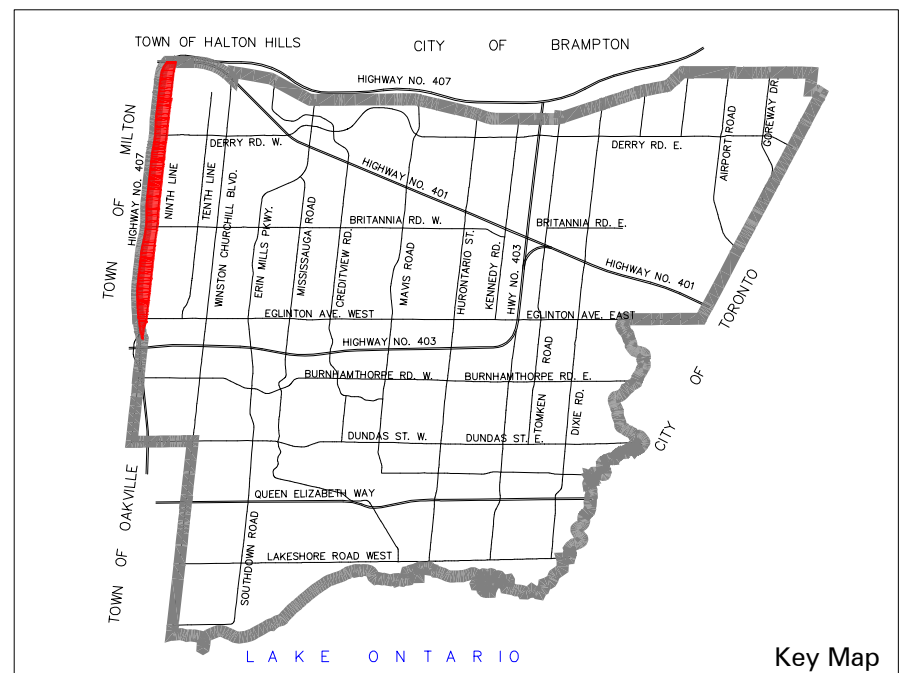 TOWN OF HALTON HILLS
CITY OF BRAMPTON
HIGHWAY NO. 407
TOWN OF MILTON
HIGHWAY NO. 407
NINTH LINE
TENTH LINE
WINSTON CHURCHILL BLVD.
ERIN MILLS PKWY.
MISSISSAUGA ROAD
CREDITVIEW RD.
MAVIS ROAD
HURONTARIO ST.
KENNEDY RD.
HWY NO. 403
AIRPORT ROAD
GOREWAY DR.
DERRY RD. W.
DERRY RD. E.
HIGHWAY NO. 401
BRITANNIA RD. W.
BRITANNIA RD. E.
HIGHWAY NO. 401
EGLINTON AVE. WEST
EGLINTON AVE. EAST
HIGHWAY NO. 403
BURNHAMTHORPE RD. W.
BURNHAMTHORPE RD. E.
TOMKEN ROAD
DIXIE RD.
CITY OF TORONTO
DUNDAS ST. W.
DUNDAS ST. E.
TOWN OF OAKVILLE
QUEEN ELIZABETH WAY
SOUTHDOWN ROAD
LAKESHORE ROAD WEST
LAKE ONTARIO
Key Map